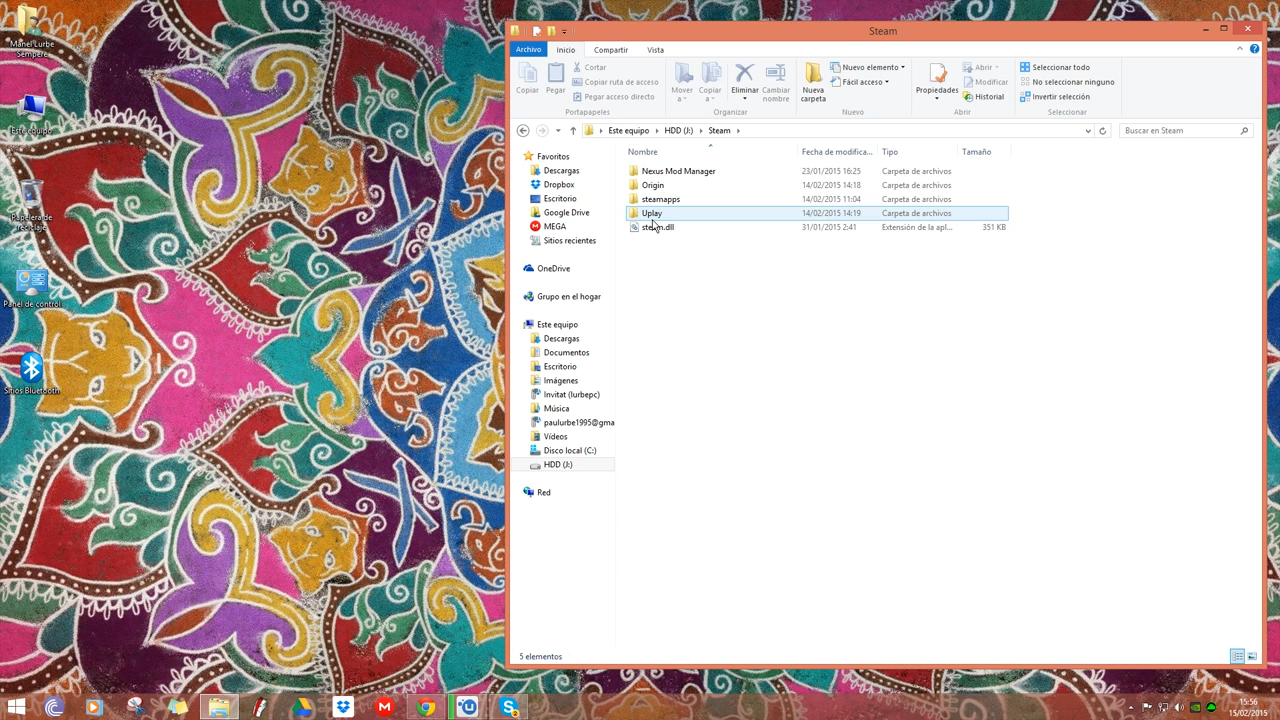 Manel Lurbe
Sempere
Este equipo
Papelera de
reciclaje
Panel de control
Sitios Bluetooth
Steam
Archivo
Inicio
Compartir
Vista
Copiar
Pegar
Cortar
Copiar ruta de acceso
Pegar acceso directo
Portapapeles
Mover
a
Copiar
a
Eliminar
Cambiar
nombre
Organizar
Nueva
carpeta
Nuevo elemento
Fácil acceso
Nuevo
Propiedades
Abrir
Modificar
Historial
Abrir
Seleccionar todo
No seleccionar ninguno
Invertir selección
Seleccionar
Este equipo
HDD (J:)
Steam
Buscar en Steam
Nombre
Fecha de modifica...
Tipo
Tamaño
Nexus Mod Manager 23/01/2015 16:25 Carpeta de archivos
Origin 14/02/2015 14:18 Carpeta de archivos
steamapps 14/02/2015 11:04 Carpeta de archivos
Uplay 14/02/2015 14:19 Carpeta de archivos
steam.dll 31/01/2015 2:41 Extensión de la apl... 351 KB
Favoritos
Descargas
Dropbox
Escritorio
Google Drive
MEGA
Sitios recientes
OneDrive
Grupo en el hogar
Este equipo
Descargas
Documentos
Escritorio
Imágenes
Invitat (lurbepc)
Música
paulurbe1995@gma
Vídeos
Disco local (C:)
HDD (J:)
Red
5 elementos
15:56
15/02/2015